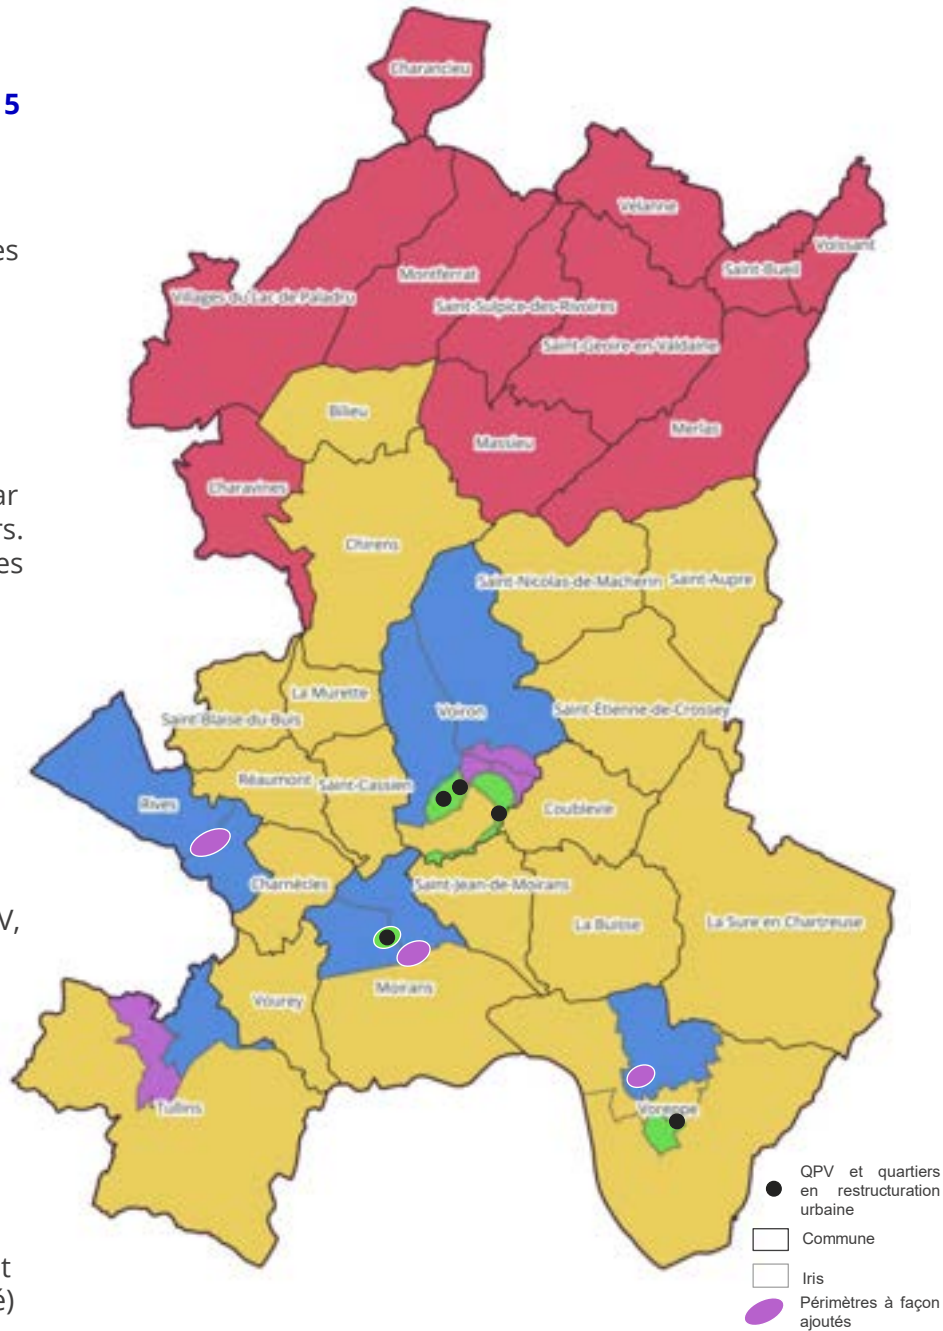 5
es
ar
rs.
es
V,
t
é)
Charancieu
Velanne
Voissant
Saint-Bueil
Montferrat
Villages du Lac de Paladru
Saint-Sulpice-des-Rivoires
Saint-Geoire-en-Valdaine
Bilieu
Merlas
Massieu
Charavines
Chirens
Saint-Nicolas-de-Macherin
Saint-Aupre
La Murette
Saint-Blaise-du-Buis
Voiron
Saint-Étienne-de-Crossey
Réaumont
Saint-Cassien
Rives
Coublevie
Charnècles
Saint-Jean-de-Moirans
La Buisse
La Sure en Chartreuse
Moirans
Vourey
Tullins
Voreppe
QPV et quartiers
en restructuration
urbaine
Commune
Iris
Périmètres à façon
ajoutés